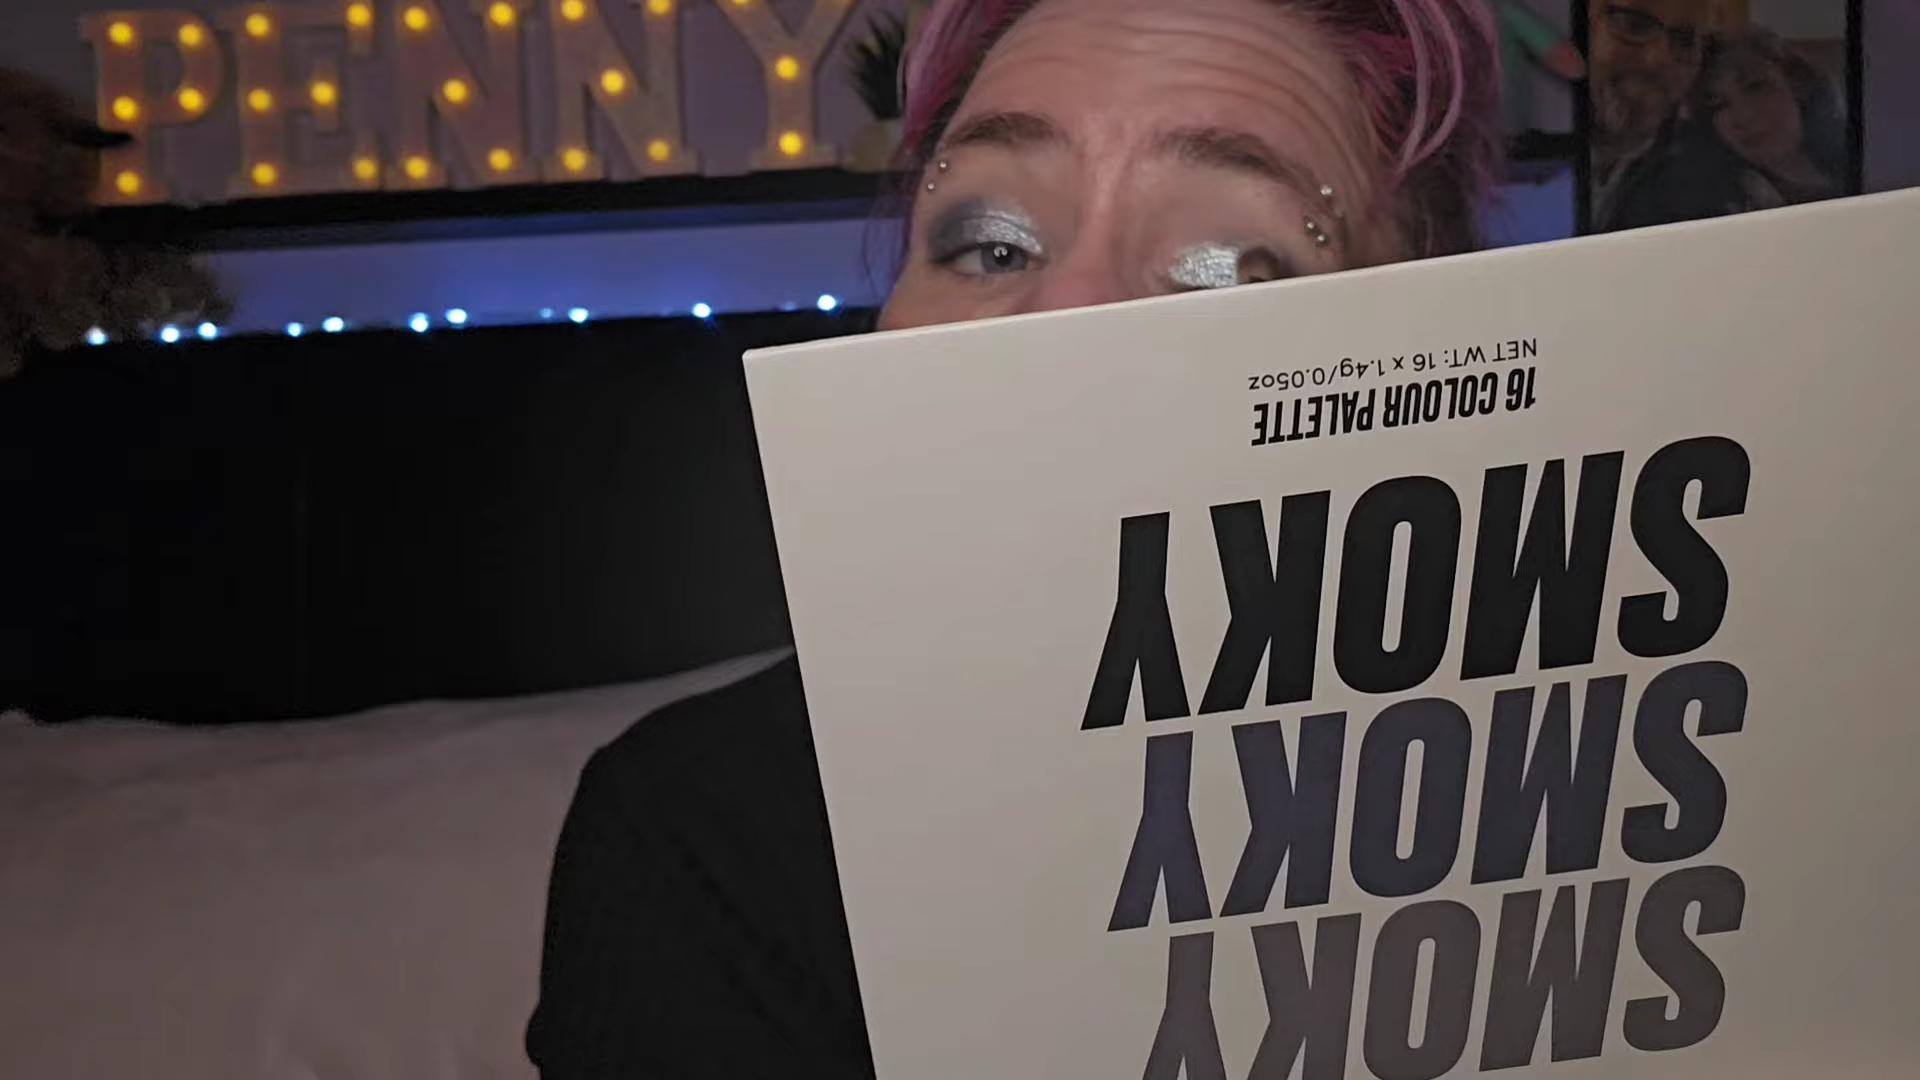 PENNY
SMOKY
SMOKY
SMOKY
16 COLOUR PALETTE
NET WT: 16 x 1.4g/0.05oz